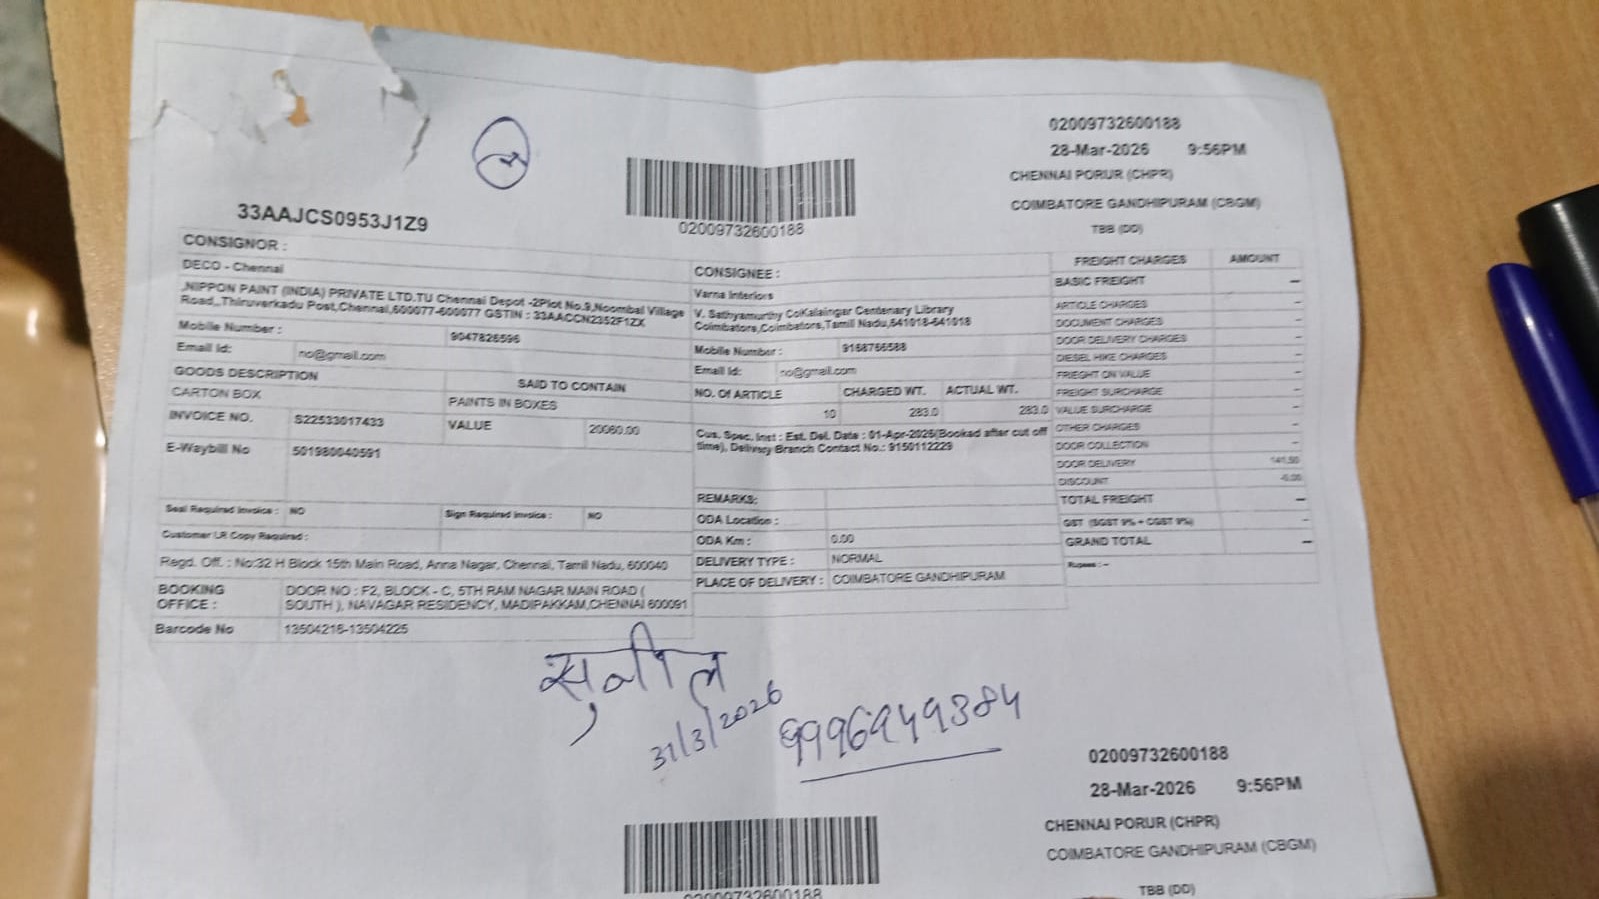 02009732600188
28-Mar-2026 9:56PM
CHENNAI PORUR (CHPR)
COIMBATORE GANDHIPURAM (CBGM)
TBB (DD)
02009732600188
33AAJCS0953J1Z9
CONSIGNOR :
DECO - Chennai
,NIPPON PAINT (INDIA) PRIVATE LTD.TU Chennai Depot -2Plot No.9,Noombal Village
Road,,Thiruverkadu Post,Chennai,600077-600077 GSTIN : 33AACCN2352F1ZX
Mobile Number : 9047826596
Email Id: no@gmail.com
GOODS DESCRIPTION SAID TO CONTAIN
CARTON BOX PAINTS IN BOXES
INVOICE NO. S22533017433 VALUE 20060.00
E-Waybill No 501980040591
Seal Required Invoice : NO Sign Required Invoice : NO
Customer LR Copy Required :
Regd. Off. : No:32 H Block 15th Main Road, Anna Nagar, Chennai, Tamil Nadu, 600040
BOOKING OFFICE : DOOR NO : F2, BLOCK - C, 5TH RAM NAGAR MAIN ROAD (
SOUTH ), NAVAGAR RESIDENCY, MADIPAKKAM,CHENNAI 600091
Barcode No 13504216-13504225
CONSIGNEE :
Varna Interiors
V. Sathyamurthy CoKalaingar Centenary Library
Coimbatore,Coimbatore,Tamil Nadu,641018-641018
Mobile Number : 9168766588
Email Id: no@gmail.com
NO. Of ARTICLE CHARGED WT. ACTUAL WT.
10 283.0 283.0
Cus. Spec. Inst : Est. Del. Date : 01-Apr-2026(Booked after cut off
time), Delivery Branch Contact No.: 9150112229
REMARKS:
ODA Location :
ODA Km : 0.00
DELIVERY TYPE : NORMAL
PLACE OF DELIVERY : COIMBATORE GANDHIPURAM
FREIGHT CHARGES AMOUNT
BASIC FREIGHT --
ARTICLE CHARGES -
DOCUMENT CHARGES -
DOOR DELIVERY CHARGES -
DIESEL HIKE CHARGES -
FRIEGHT ON VALUE -
FREIGHT SURCHARGE -
VALUE SURCHARGE -
OTHER CHARGES -
DOOR COLLECTION -
DOOR DELIVERY 141.50
DISCOUNT -0.00
TOTAL FREIGHT --
GST (SGST 9% + CGST 9%) -
GRAND TOTAL --
Rupees : --
सुनील
31/3/2026
9996949384
02009732600188
28-Mar-2026 9:56PM
CHENNAI PORUR (CHPR)
COIMBATORE GANDHIPURAM (CBGM)
02009732600188
TBB (DD)